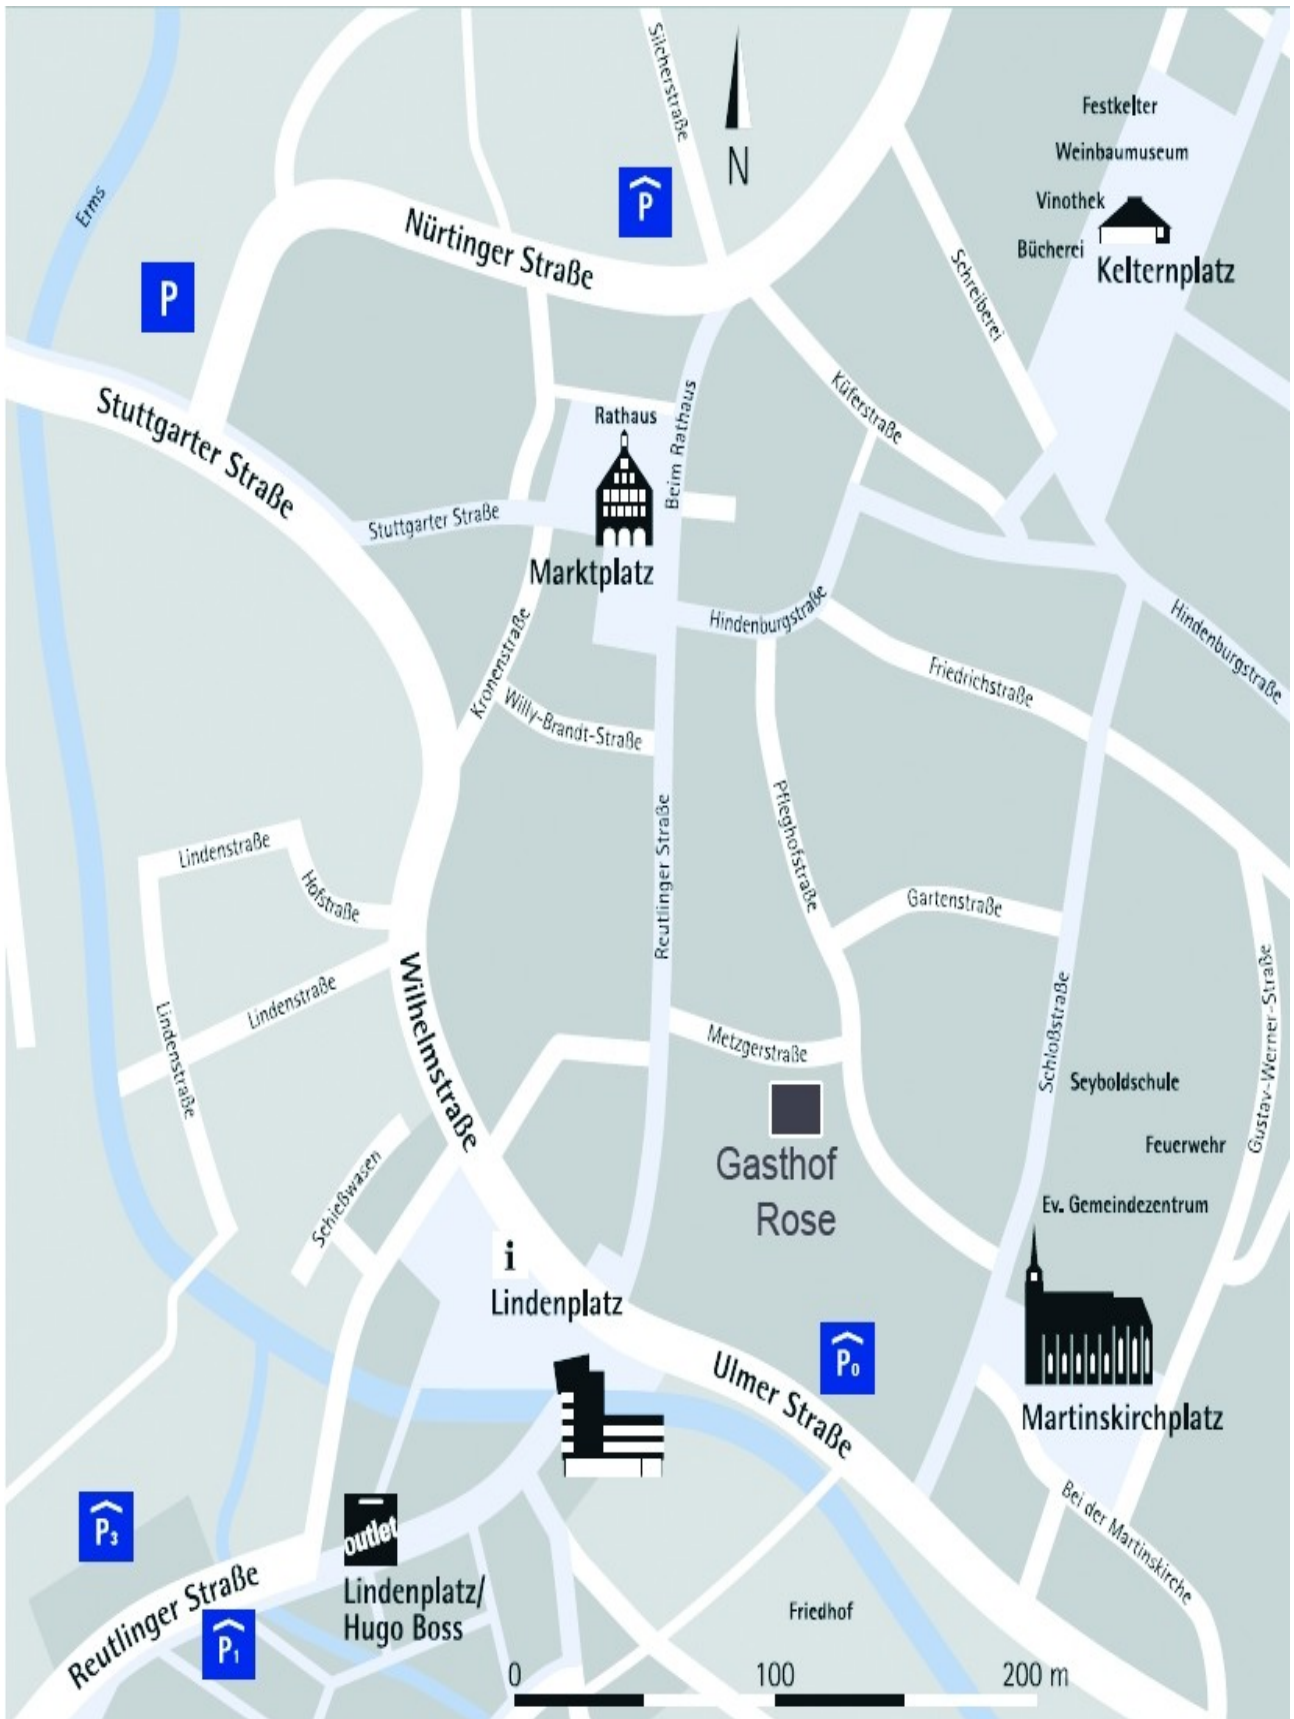 Silcherstraße
N
Festkelter
Weinbaumuseum
Vinothek
Bücherei
Kelternplatz
Erms
P
Nürtinger Straße
P
Schreiberei
Stuttgarter Straße
Rathaus
Beim Rathaus
Küferstraße
Stuttgarter Straße
Marktplatz
Kronenstraße
Hindenburgstraße
Hindenburgstraße
Willy-Brandt-Straße
Friedrichstraße
Pfleghofstraße
Reutlinger Straße
Lindenstraße
Hofstraße
Gartenstraße
Lindenstraße
Wilhelmstraße
Lindenstraße
Metzgerstraße
Schloßstraße
Gustav-Werner-Straße
Seyboldschule
Feuerwehr
Gasthof
Rose
Ev. Gemeindezentrum
Schießwasen
i
Lindenplatz
P0
Ulmer Straße
Martinskirchplatz
Bei der Martinskirche
P3
outlet
Reutlinger Straße
Lindenplatz/
Hugo Boss
P1
Friedhof
0 100 200 m